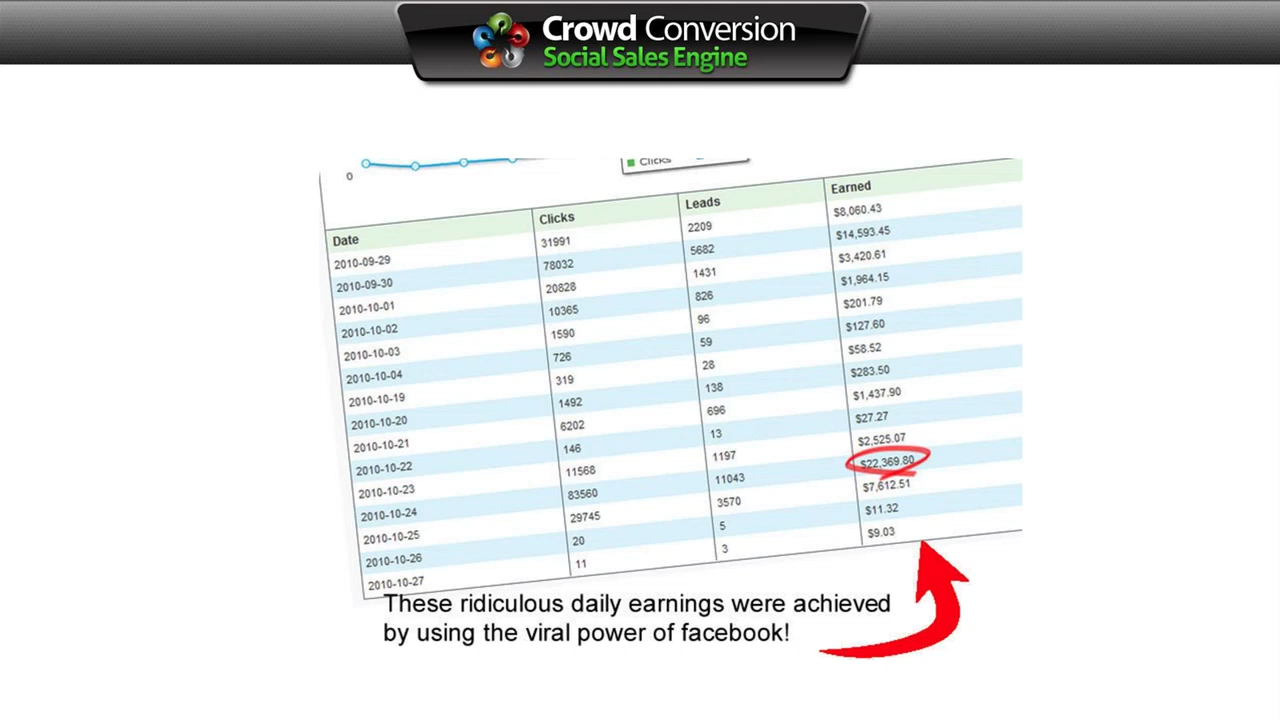 Crowd Conversion
Social Sales Engine
0
Clicks
Date Clicks Leads Earned
2010-09-29 31991 2209 $8,060.43
2010-09-30 78032 5682 $14,593.45
2010-10-01 20828 1431 $3,420.61
2010-10-02 10365 826 $1,964.15
2010-10-03 1590 96 $201.79
2010-10-04 726 59 $127.60
2010-10-19 319 28 $58.52
2010-10-20 1492 138 $283.50
2010-10-21 6202 696 $1,437.90
2010-10-22 146 13 $27.27
2010-10-23 11568 1197 $2,525.07
2010-10-24 83560 11043 $22,369.80
2010-10-25 29745 3570 $7,612.51
2010-10-26 20 5 $11.32
2010-10-27 11 3 $9.03
These ridiculous daily earnings were achieved
by using the viral power of facebook!